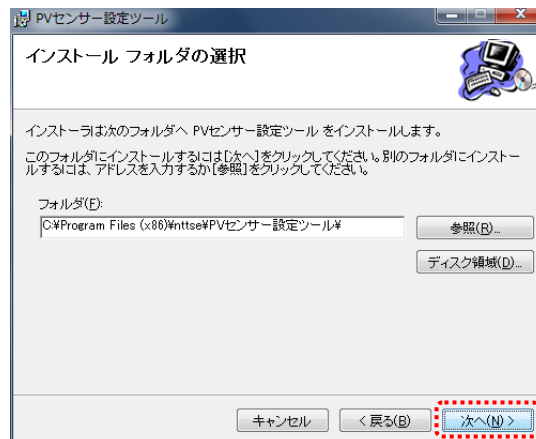 PVセンサー設定ツール
インストール フォルダの選択
インストーラは次のフォルダへ PVセンサー設定ツール をインストールします。
このフォルダにインストールするには[次へ]をクリックしてください。別のフォルダにインストー
ルするには、アドレスを入力するか[参照]をクリックしてください。
フォルダ(F):
C:¥Program Files (x86)¥nttse¥PVセンサー設定ツール¥
参照(R)...
ディスク領域(D)...
キャンセル
< 戻る(B)
次へ(N) >